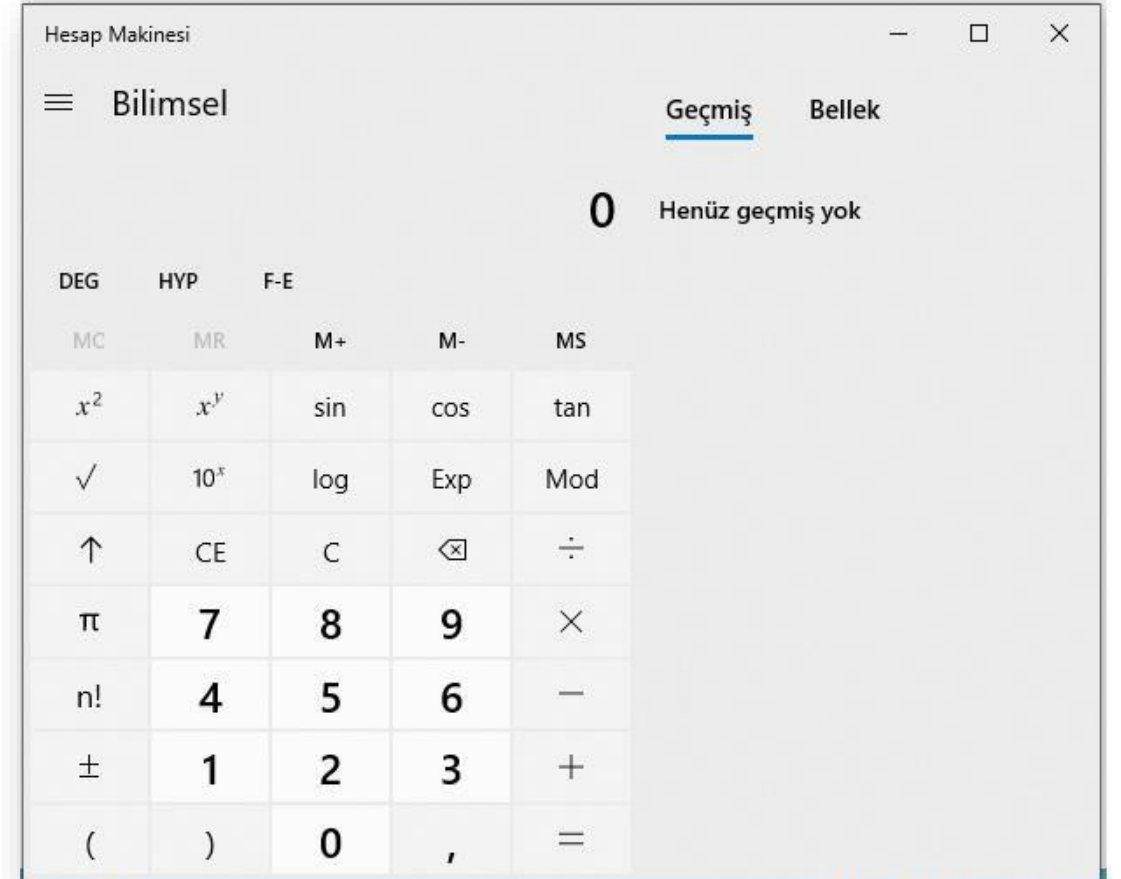 Hesap Makinesi
Bilimsel
Geçmiş Bellek
0 Henüz geçmiş yok
DEG HYP F-E
MC MR M+ M- MS
x² xʸ sin cos tan
√ 10ˣ log Exp Mod
↑ CE C ÷
π 7 8 9 ×
n! 4 5 6 −
± 1 2 3 +
( ) 0 , =